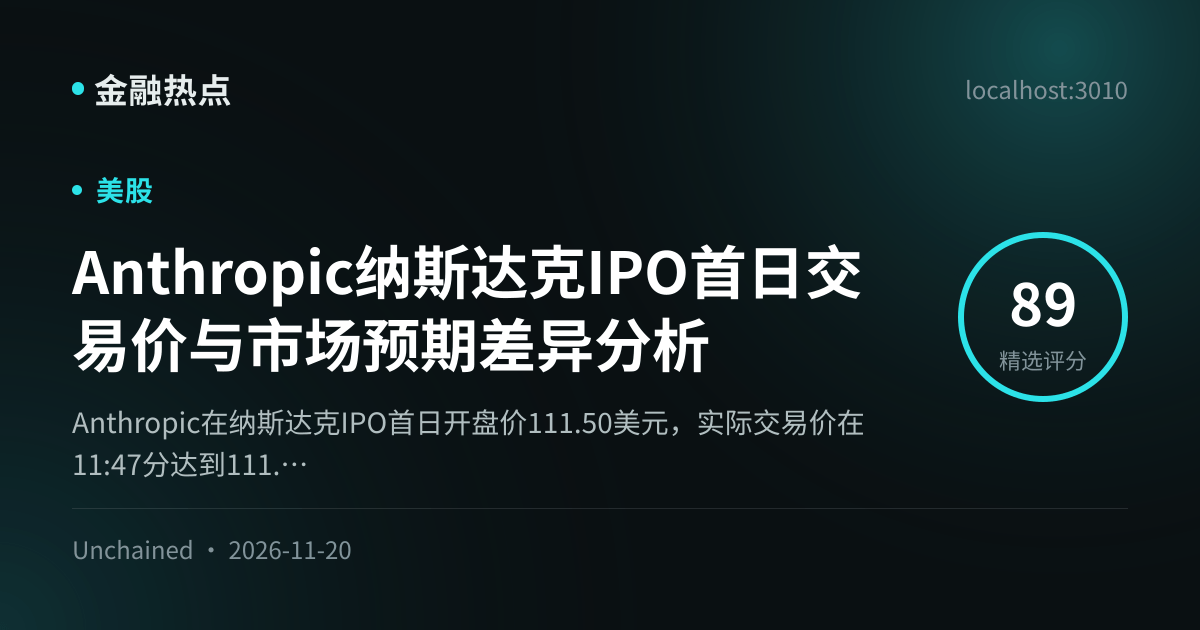 金融热点
localhost:3010
美股
Anthropic纳斯达克IPO首日交
易价与市场预期差异分析
89
精选评分
Anthropic在纳斯达克IPO首日开盘价111.50美元，实际交易价在
11:47分达到111.…
Unchained · 2026-11-20